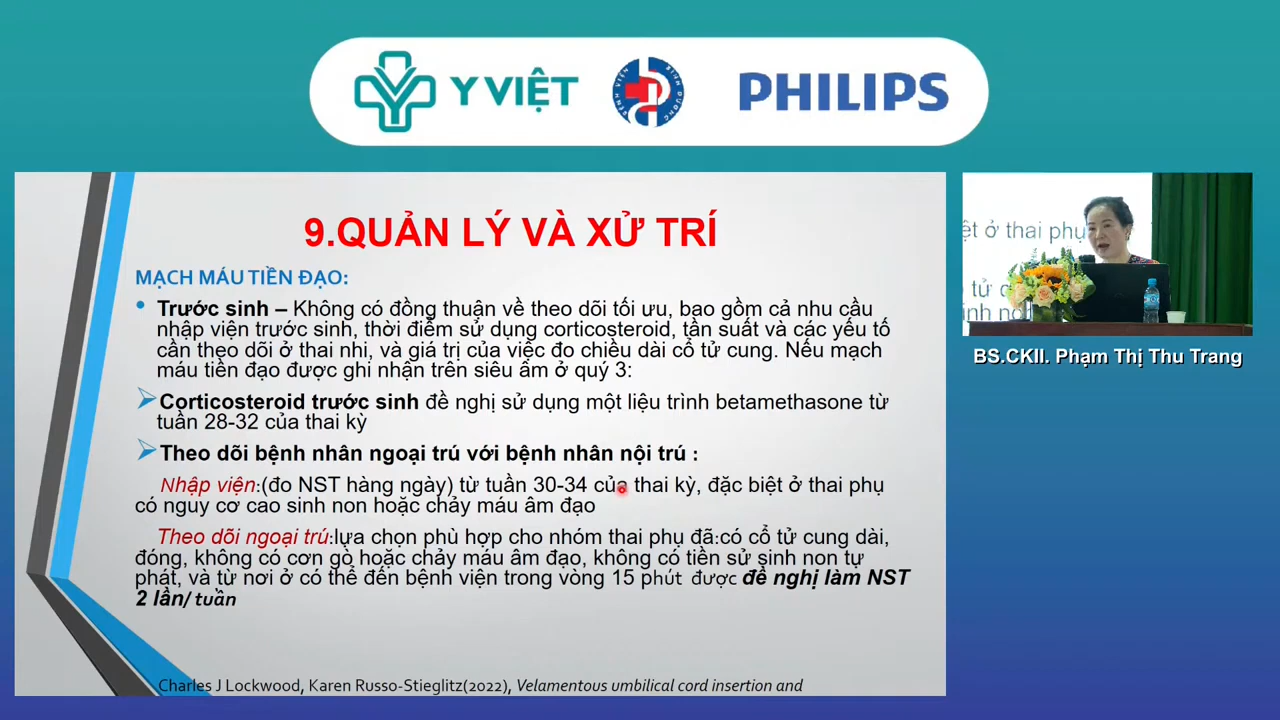 Y VIỆT
BỆNH VIỆN BÌNH DƯƠNG
PHILIPS
9.QUẢN LÝ VÀ XỬ TRÍ
MẠCH MÁU TIỀN ĐẠO:
• Trước sinh – Không có đồng thuận về theo dõi tối ưu, bao gồm cả nhu cầu
nhập viện trước sinh, thời điểm sử dụng corticosteroid, tần suất và các yếu tố
cần theo dõi ở thai nhi, và giá trị của việc đo chiều dài cổ tử cung. Nếu mạch
máu tiền đạo được ghi nhận trên siêu âm ở quý 3:
➢ Corticosteroid trước sinh đề nghị sử dụng một liệu trình betamethasone từ
tuần 28-32 của thai kỳ
➢ Theo dõi bệnh nhân ngoại trú với bệnh nhân nội trú :
Nhập viện:(đo NST hàng ngày) từ tuần 30-34 của thai kỳ, đặc biệt ở thai phụ
có nguy cơ cao sinh non hoặc chảy máu âm đạo
Theo dõi ngoại trú:lựa chọn phù hợp cho nhóm thai phụ đã:có cổ tử cung dài,
đóng, không có cơn gò hoặc chảy máu âm đạo, không có tiền sử sinh non tự
phát, và từ nơi ở có thể đến bệnh viện trong vòng 15 phút được đề nghị làm NST
2 lần/ tuần
Charles J Lockwood, Karen Russo-Stieglitz(2022), Velamentous umbilical cord insertion and
ệt ở thai phụ
BS.CKII. Phạm Thị Thu Trang